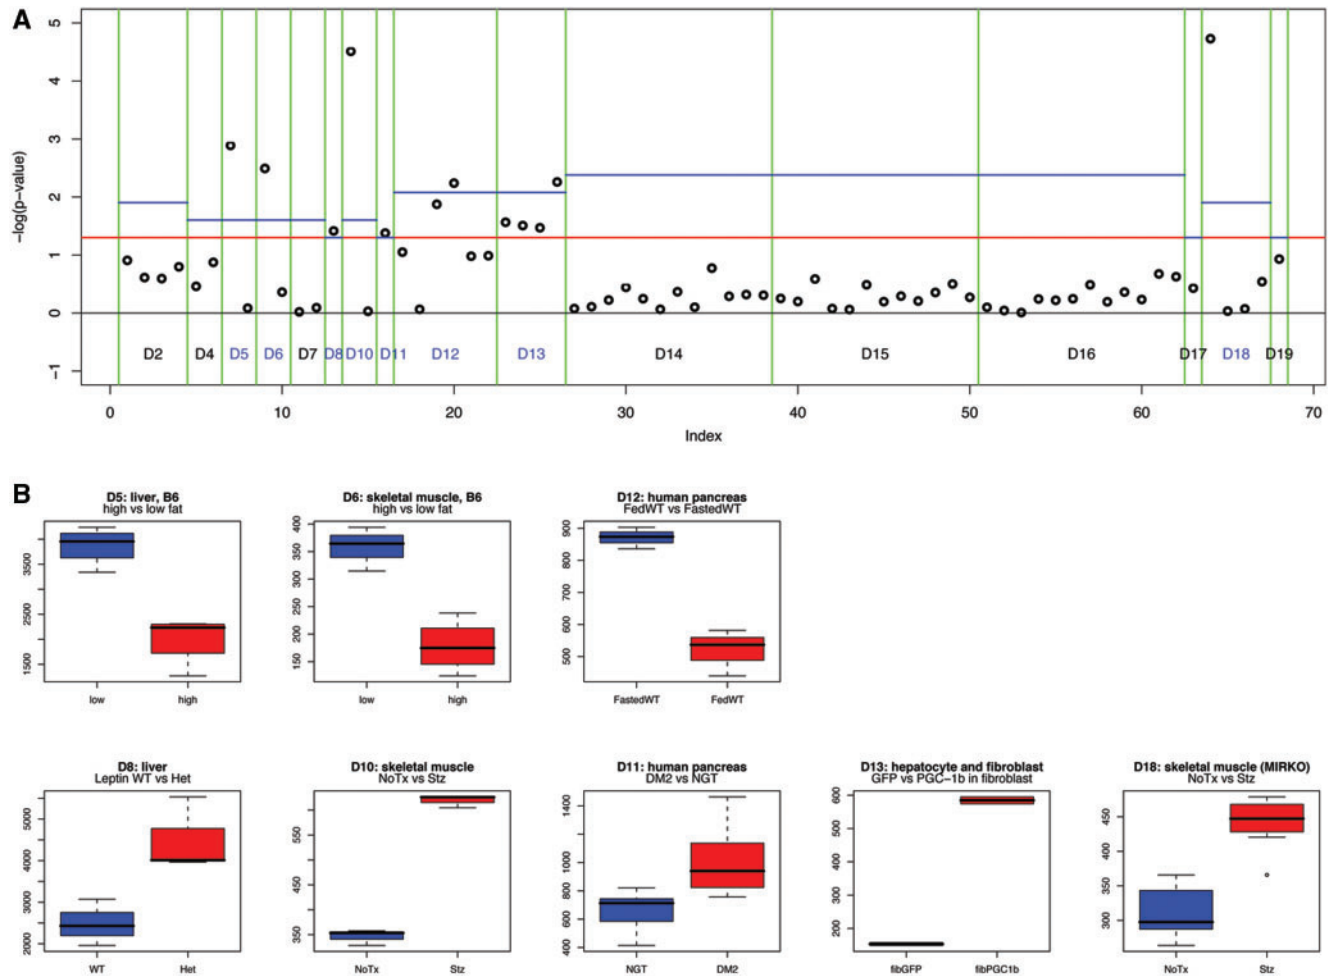 A
−log(p−value)
5
4
3
2
1
0
−1
D2 D4 D5 D6 D7 D8 D10 D11 D12 D13 D14 D15 D16 D17 D18 D19
0 10 20 30 40 50 60 70
Index
B
D5: liver, B6
high vs low fat
3500
2500
1500
low high
D6: skeletal muscle, B6
high vs low fat
400
350
300
250
200
150
low high
D12: human pancreas
FedWT vs FastedWT
900
800
700
600
500
FastedWT FedWT
D8: liver
Leptin WT vs Het
5000
4000
3000
2000
WT Het
D10: skeletal muscle
NoTx vs Stz
550
450
350
NoTx Stz
D11: human pancreas
DM2 vs NGT
1400
1000
800
600
400
NGT DM2
D13: hepatocyte and fibroblast
GFP vs PGC−1b in fibroblast
600
500
400
300
200
fibGFP fibPGC1b
D18: skeletal muscle (MIRKO)
NoTx vs Stz
450
400
350
300
NoTx Stz